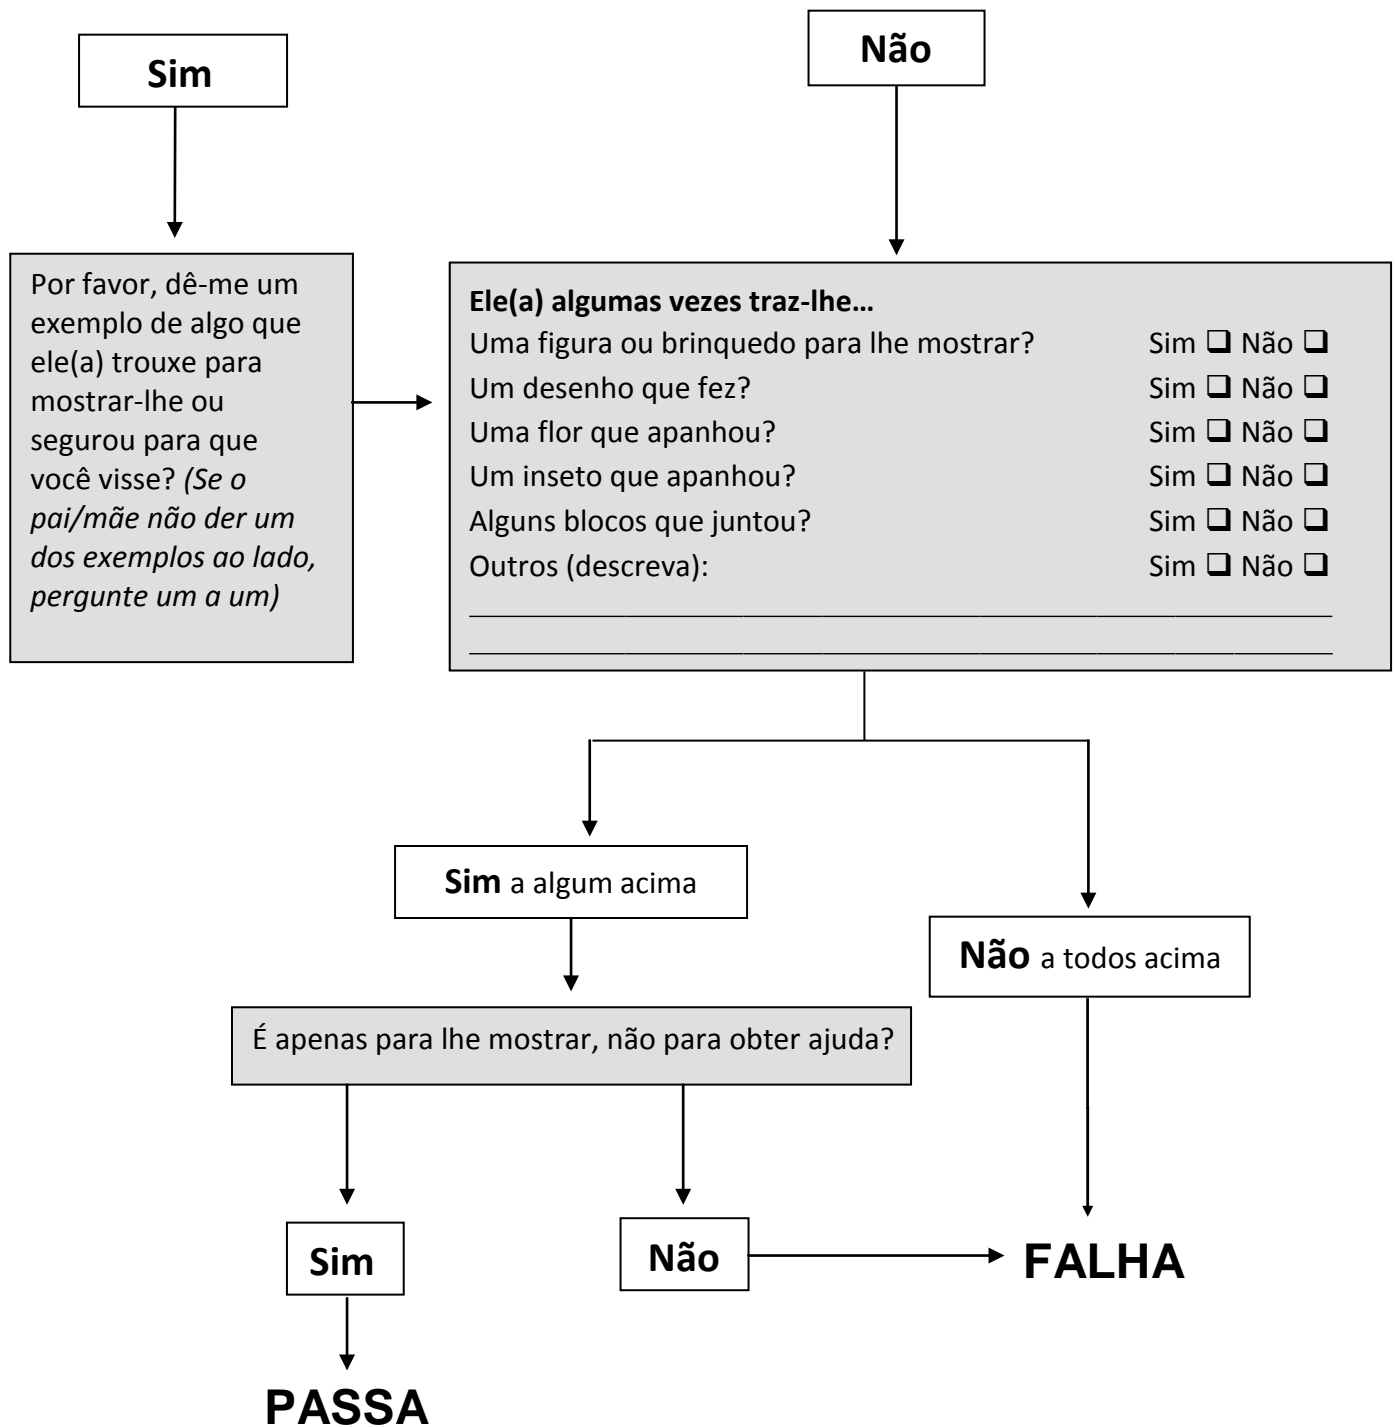 Sim
Não
Por favor, dê-me um
exemplo de algo que
ele(a) trouxe para
mostrar-lhe ou
segurou para que
você visse? (Se o
pai/mãe não der um
dos exemplos ao lado,
pergunte um a um)
Ele(a) algumas vezes traz-lhe…
Uma figura ou brinquedo para lhe mostrar? Sim ❑ Não ❑
Um desenho que fez? Sim ❑ Não ❑
Uma flor que apanhou? Sim ❑ Não ❑
Um inseto que apanhou? Sim ❑ Não ❑
Alguns blocos que juntou? Sim ❑ Não ❑
Outros (descreva): Sim ❑ Não ❑
Sim a algum acima
Não a todos acima
É apenas para lhe mostrar, não para obter ajuda?
Sim
Não
FALHA
PASSA